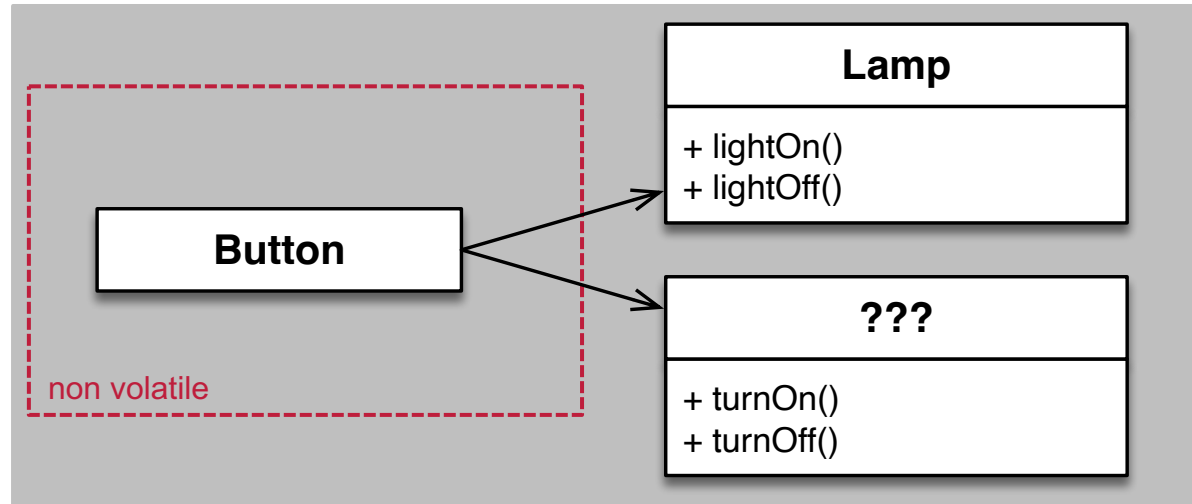 Lamp
+ lightOn()
+ lightOff()
Button
non volatile
???
+ turnOn()
+ turnOff()